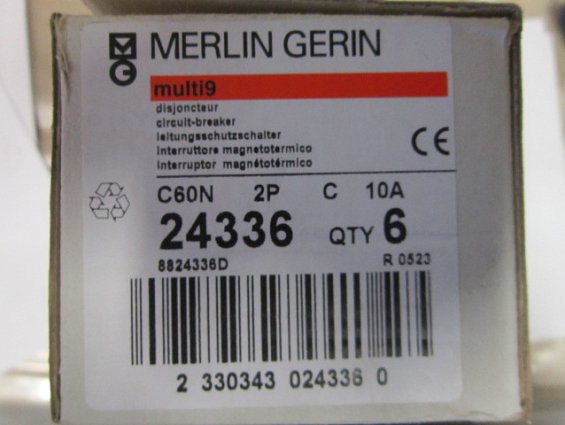 MERLIN GERIN
multi9
disjoncteur
circuit-breaker
leitungsschutzschalter
interruttore magnetotermico
interruptor magnetotérmico
CE
C60N 2P C 10A
24336 QTY 6
8824336D R 0523
2 330343 024336 0